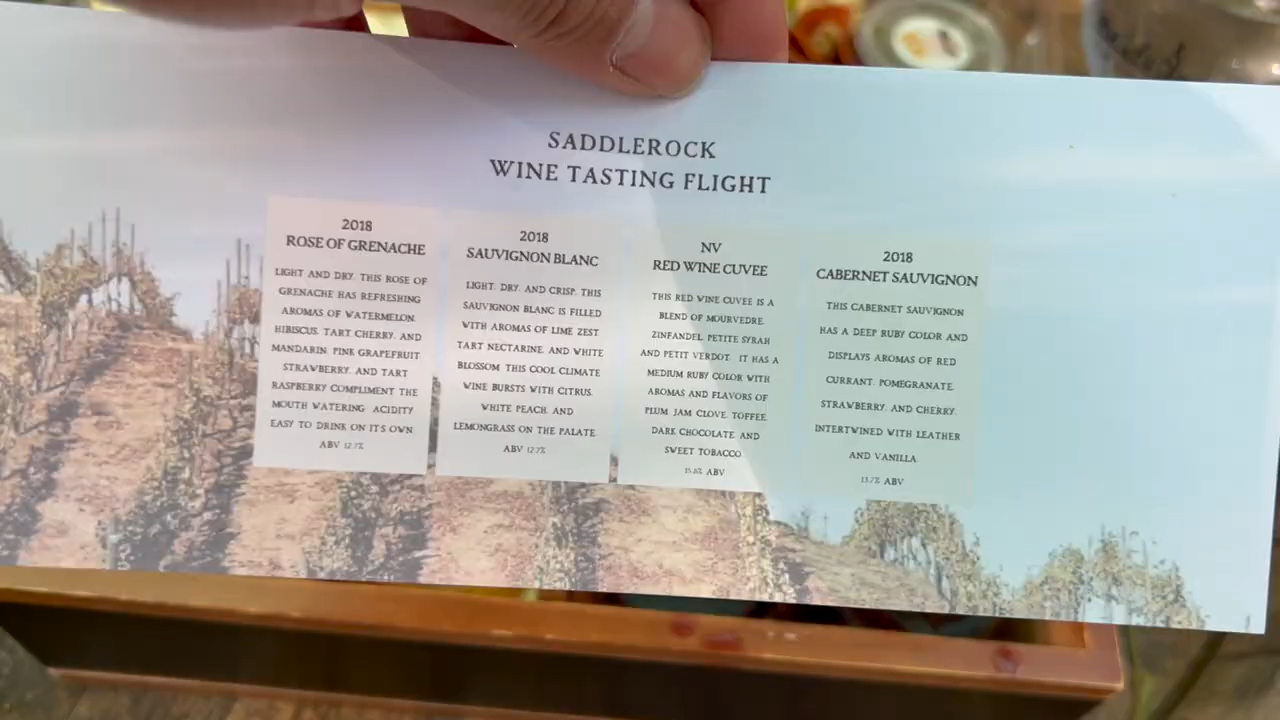 SADDLEROCK
WINE TASTING FLIGHT
2018
ROSE OF GRENACHE
LIGHT AND DRY. THIS ROSE OF
GRENACHE HAS REFRESHING
AROMAS OF WATERMELON,
HIBISCUS, TART CHERRY, AND
MANDARIN. PINK GRAPEFRUIT
STRAWBERRY, AND TART
RASPBERRY COMPLIMENT THE
MOUTH WATERING ACIDITY
EASY TO DRINK ON ITS OWN.
ABV 12.7%
2018
SAUVIGNON BLANC
LIGHT, DRY, AND CRISP. THIS
SAUVIGNON BLANC IS FILLED
WITH AROMAS OF LIME ZEST
TART NECTARINE, AND WHITE
BLOSSOM. THIS COOL CLIMATE
WINE BURSTS WITH CITRUS,
WHITE PEACH, AND
LEMONGRASS ON THE PALATE.
ABV 12.7%
NV
RED WINE CUVEE
THIS RED WINE CUVEE IS A
BLEND OF MOURVEDRE,
ZINFANDEL, PETITE SYRAH
AND PETIT VERDOT. IT HAS A
MEDIUM RUBY COLOR WITH
AROMAS AND FLAVORS OF
PLUM JAM, CLOVE, TOFFEE,
DARK CHOCOLATE, AND
SWEET TOBACCO
ABV
2018
CABERNET SAUVIGNON
THIS CABERNET SAUVIGNON
HAS A DEEP RUBY COLOR AND
DISPLAYS AROMAS OF RED
CURRANT, POMEGRANATE,
STRAWBERRY, AND CHERRY,
INTERTWINED WITH LEATHER
AND VANILLA.
13.7% ABV